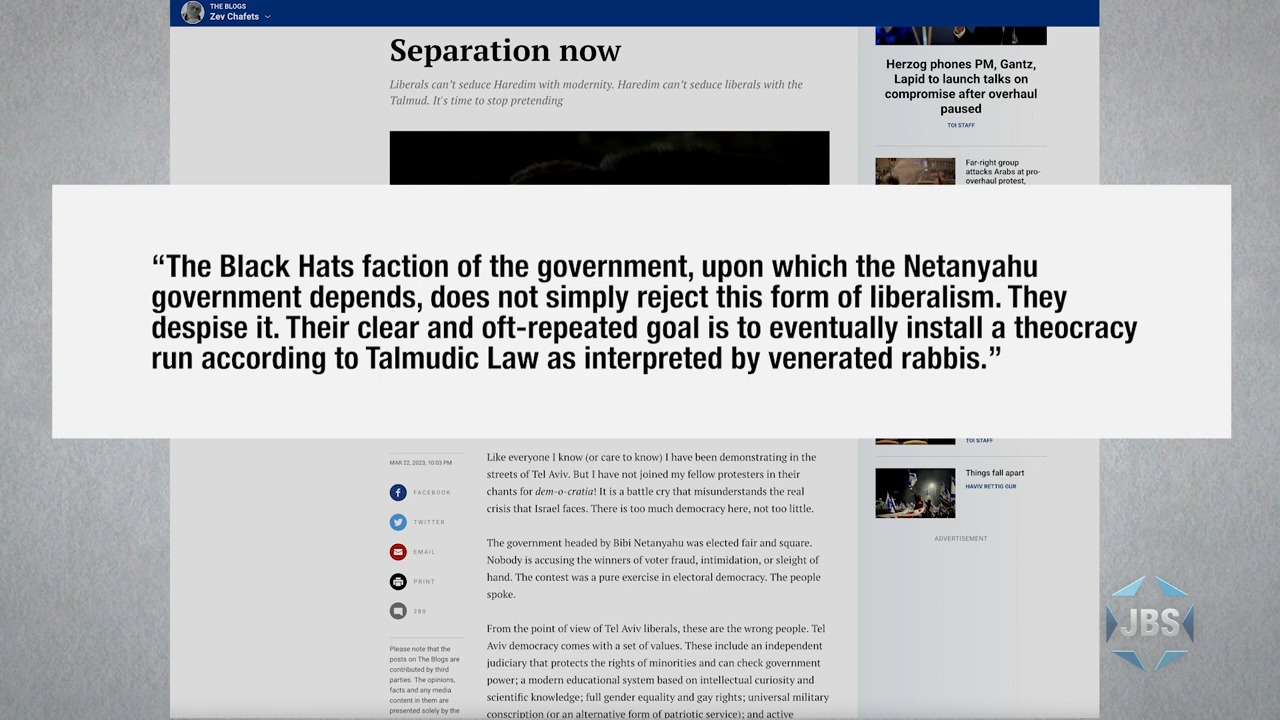 THE BLOGS
Zev Chafets
Separation now
Liberals can't seduce Haredim with modernity. Haredim can't seduce liberals with the
Talmud. It's time to stop pretending
Herzog phones PM, Gantz,
Lapid to launch talks on
compromise after overhaul
paused
TOI STAFF
Far-right group
attacks Arabs at pro-
overhaul protest,
“The Black Hats faction of the government, upon which the Netanyahu
government depends, does not simply reject this form of liberalism. They
despise it. Their clear and oft-repeated goal is to eventually install a theocracy
run according to Talmudic Law as interpreted by venerated rabbis.”
TOI STAFF
Things fall apart
HAVIV RETTIG GUR
ADVERTISEMENT
MAR 22, 2023, 10:03 PM
FACEBOOK
TWITTER
EMAIL
PRINT
280
Please note that the
posts on The Blogs are
contributed by third
parties. The opinions,
facts and any media
content in them are
presented solely by the
Like everyone I know (or care to know) I have been demonstrating in the
streets of Tel Aviv. But I have not joined my fellow protesters in their
chants for dem-o-cratia! It is a battle cry that misunderstands the real
crisis that Israel faces. There is too much democracy here, not too little.
The government headed by Bibi Netanyahu was elected fair and square.
Nobody is accusing the winners of voter fraud, intimidation, or sleight of
hand. The contest was a pure exercise in electoral democracy. The people
spoke.
From the point of view of Tel Aviv liberals, these are the wrong people. Tel
Aviv democracy comes with a set of values. These include an independent
judiciary that protects the rights of minorities and can check government
power; a modern educational system based on intellectual curiosity and
scientific knowledge; full gender equality and gay rights; universal military
conscription (or an alternative form of patriotic service); and active
JBS